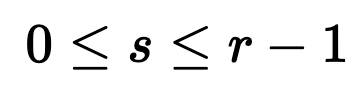 0 ≤ s ≤ r − 1